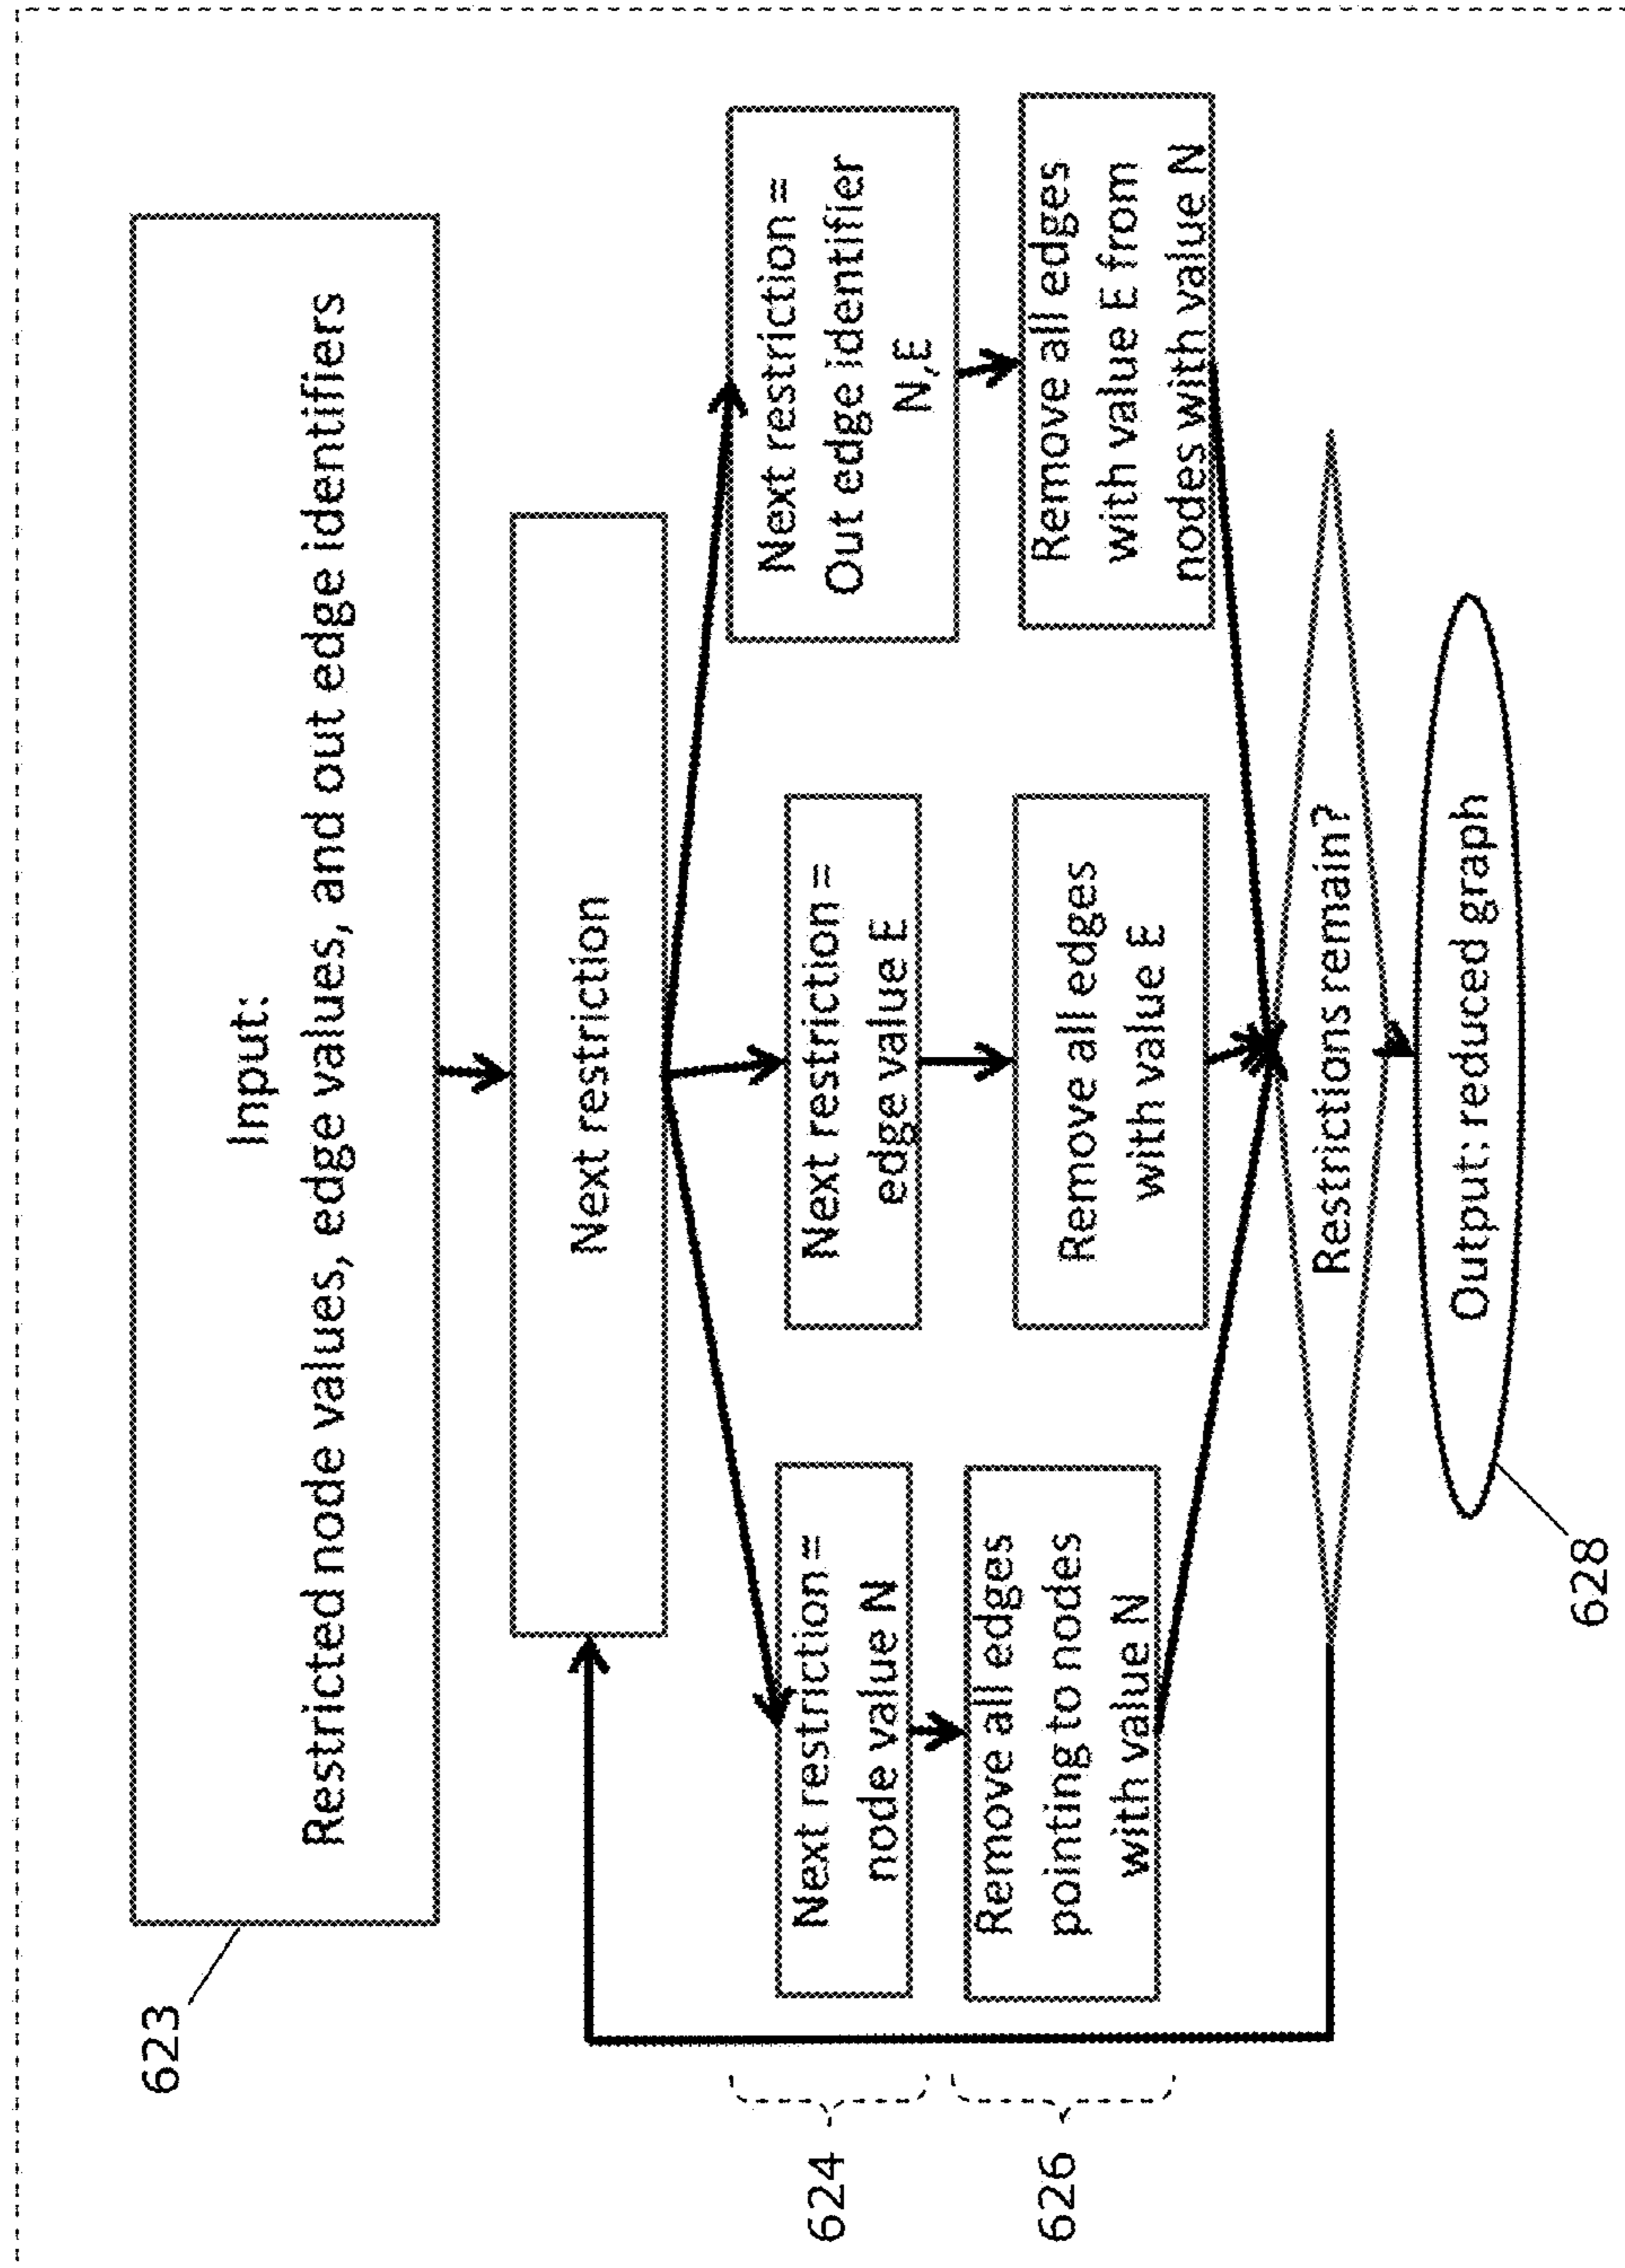 623
Input:
Restricted node values, edge values, and out edge identifiers
Next restriction
624
Next restriction =
node value N
Next restriction =
edge value E
Next restriction =
Out edge identifier
N,E
626
Remove all edges
pointing to nodes
with value N
Remove all edges
with value E
Remove all edges
with value E from
nodes with value N
Restrictions remain?
Output: reduced graph
628